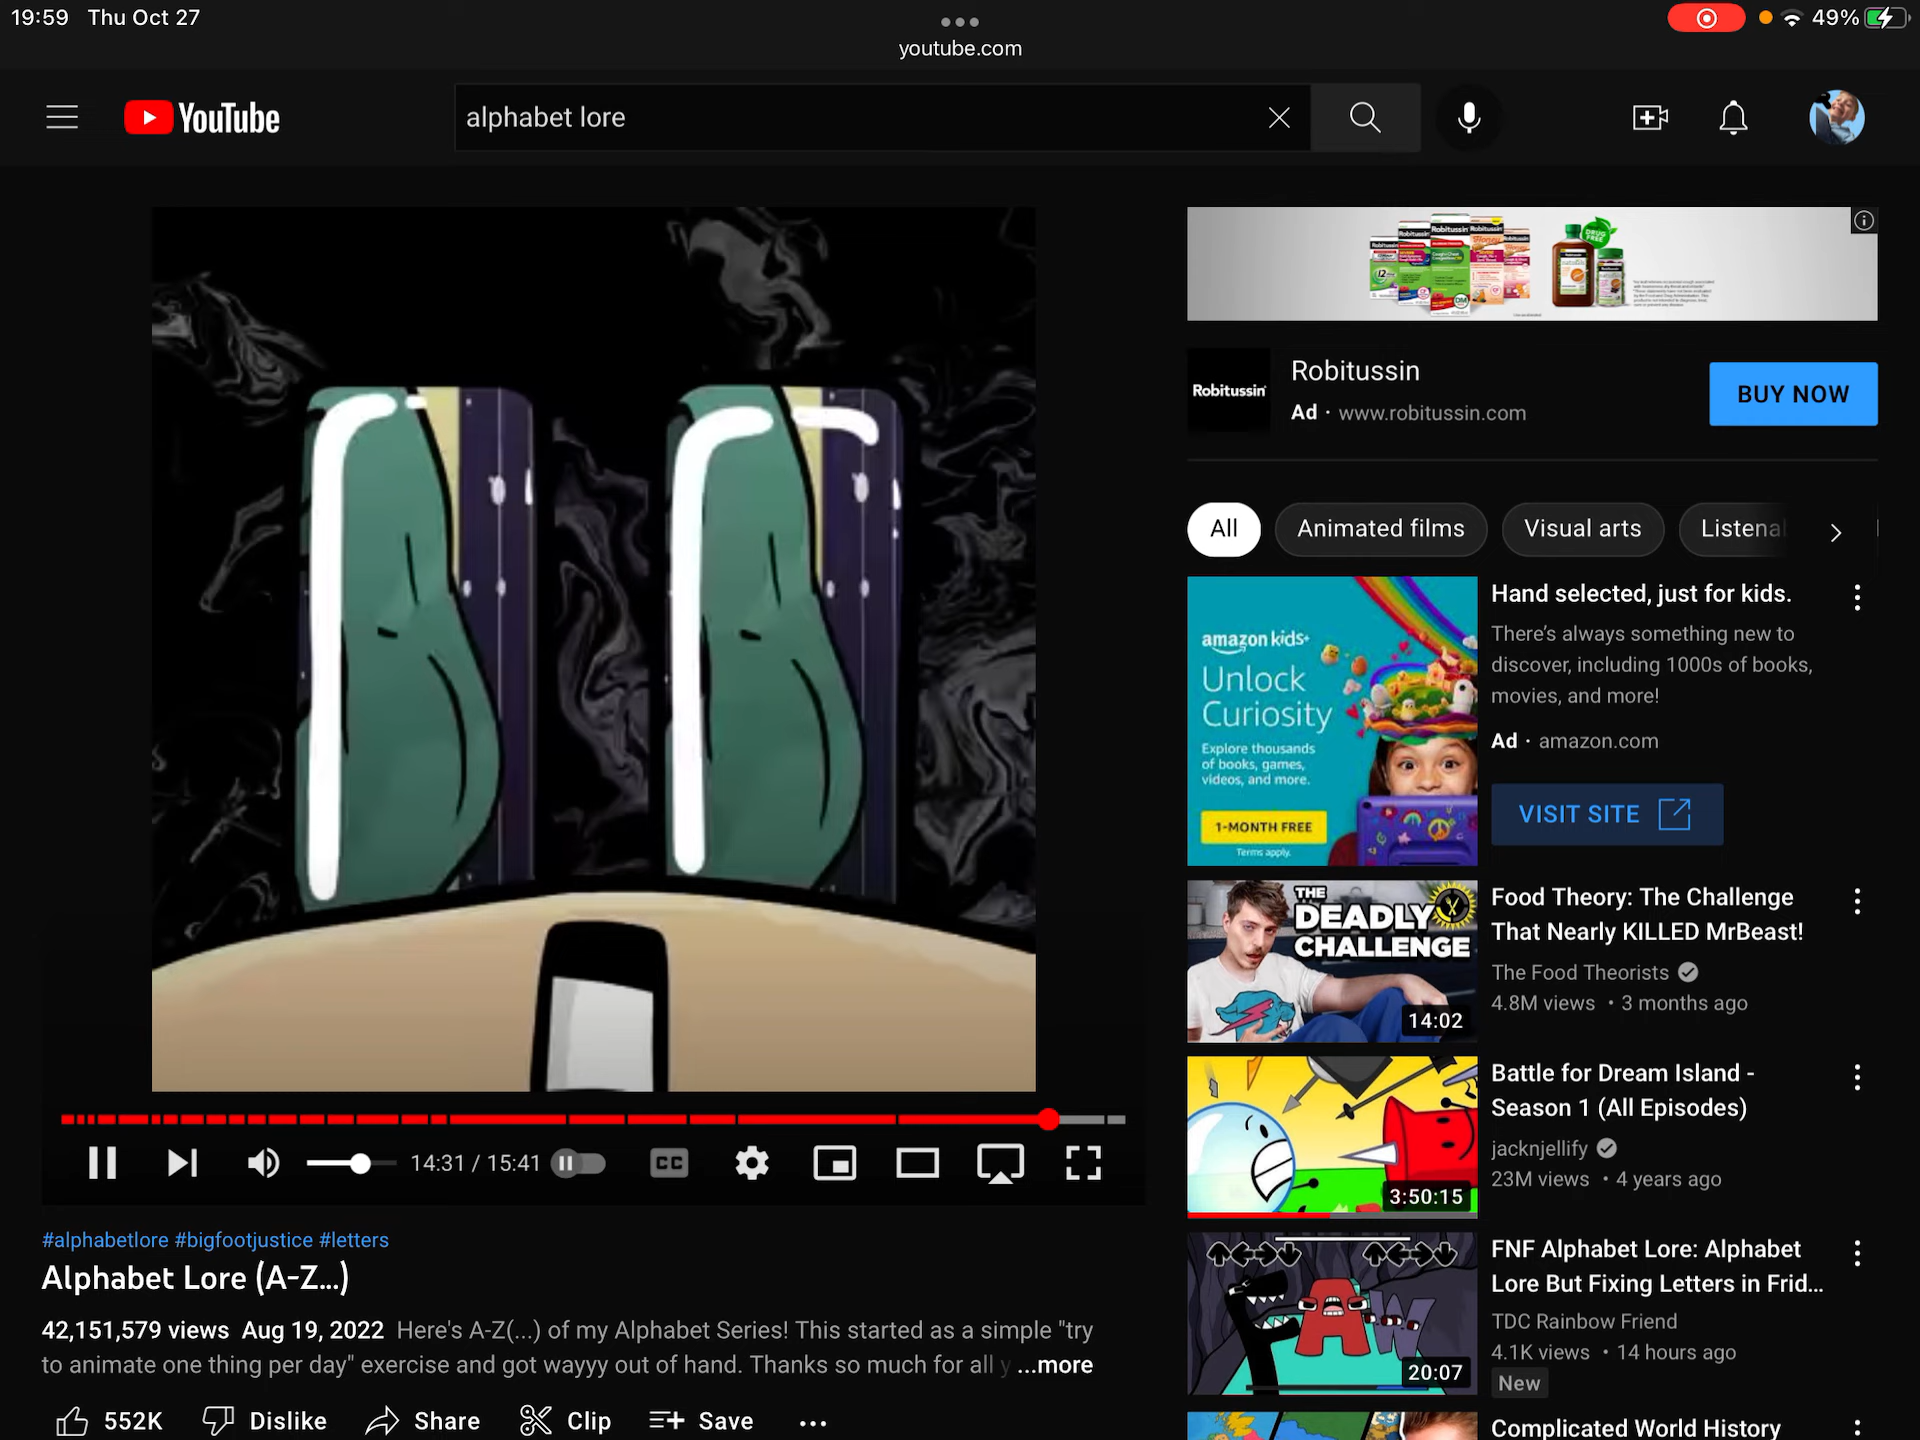 19:59 Thu Oct 27
youtube.com
49%
YouTube
alphabet lore
Robitussin
Robitussin
Ad · www.robitussin.com
BUY NOW
All
Animated films
Visual arts
Listena
amazon kids+
Unlock
Curiosity
Explore thousands
of books, games,
videos, and more.
1-MONTH FREE
Terms apply.
Hand selected, just for kids.
There's always something new to
discover, including 1000s of books,
movies, and more!
Ad · amazon.com
VISIT SITE
THE
DEADLY
CHALLENGE
14:02
Food Theory: The Challenge
That Nearly KILLED MrBeast!
The Food Theorists
4.8M views • 3 months ago
3:50:15
Battle for Dream Island -
Season 1 (All Episodes)
jacknjellify
23M views • 4 years ago
FAW
20:07
FNF Alphabet Lore: Alphabet
Lore But Fixing Letters in Frid...
TDC Rainbow Friend
4.1K views • 14 hours ago
New
Complicated World History
14:31 / 15:41
CC
#alphabetlore #bigfootjustice #letters
Alphabet Lore (A-Z...)
42,151,579 views Aug 19, 2022 Here's A-Z(...) of my Alphabet Series! This started as a simple "try
to animate one thing per day" exercise and got wayyy out of hand. Thanks so much for all y ...more
552K
Dislike
Share
Clip
Save